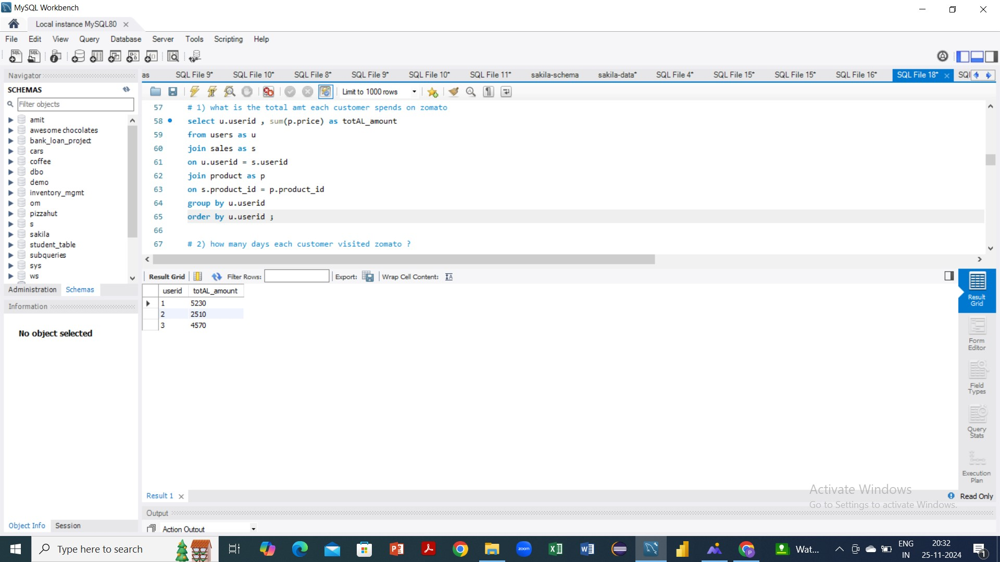 MySQL Workbench
Local instance MySQL80
File Edit View Query Database Server Tools Scripting Help
Navigator
as SQL File 9* SQL File 10* SQL File 8* SQL File 9* SQL File 10* SQL File 11* sakila-schema sakila-data* SQL File 4* SQL File 15* SQL File 15* SQL File 16* SQL File 18* SQL
SCHEMAS
Filter objects
amit
awesome chocolates
bank_loan_project
cars
coffee
dbo
demo
inventory_mgmt
om
pizzahut
s
sakila
student_table
subqueries
sys
ws
Administration Schemas
Information
No object selected
Object Info Session
Limit to 1000 rows
57 # 1) what is the total amt each customer spends on zomato
58 select u.userid , sum(p.price) as totAL_amount
59 from users as u
60 join sales as s
61 on u.userid = s.userid
62 join product as p
63 on s.product_id = p.product_id
64 group by u.userid
65 order by u.userid ;
66
67 # 2) how many days each customer visited zomato ?
Result Grid Filter Rows: Export: Wrap Cell Content:
userid totAL_amount
1 5230
2 2510
3 4570
Result Grid
Form Editor
Field Types
Query Stats
Execution Plan
Activate Windows
Go to Settings to activate Windows.
Result 1
Read Only
Output
Action Output
Type here to search
zoom
Wat...
ENG
IN
20:32
25-11-2024
1